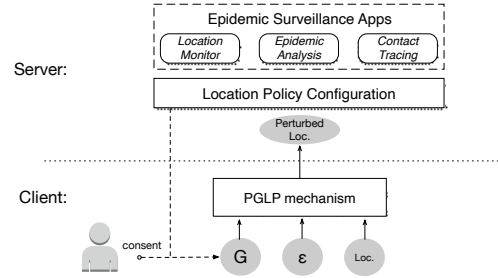 Epidemic Surveillance Apps
Location
Monitor
Epidemic
Analysis
Contact
Tracing
Server:
Location Policy Configuration
Perturbed
Loc.
Client:
PGLP mechanism
consent
G
ε
Loc.